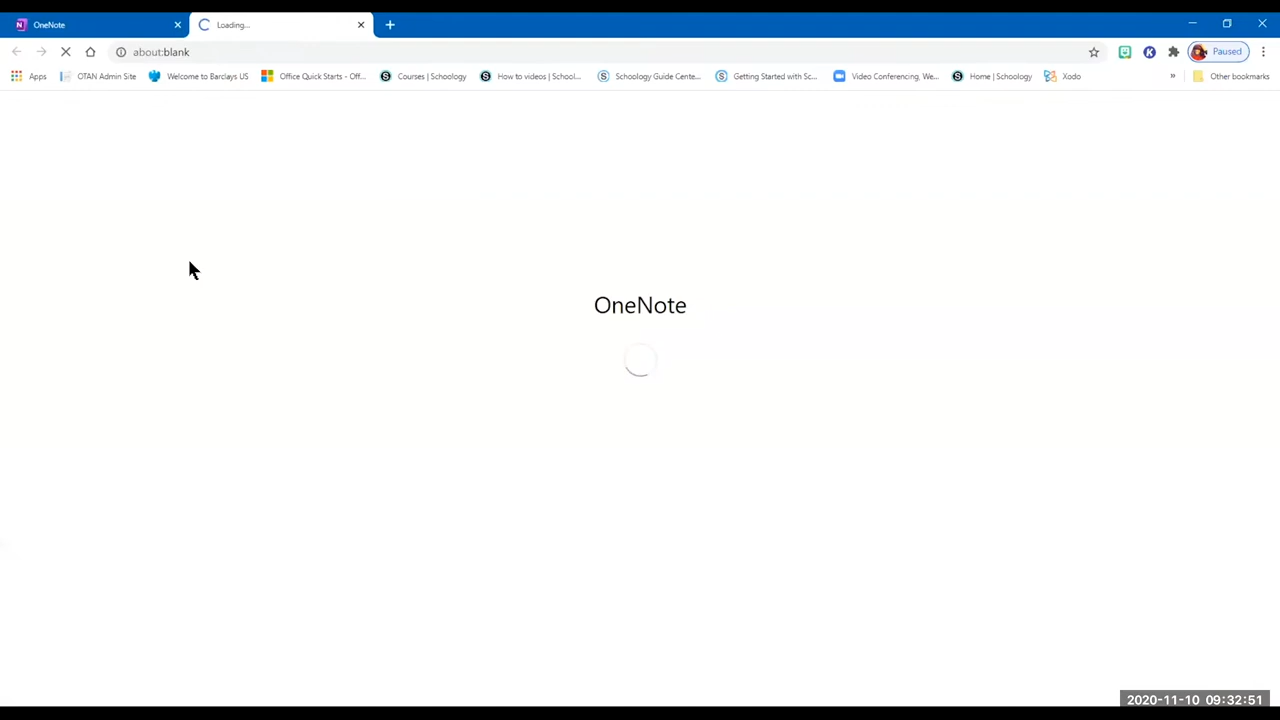 OneNote
Loading...
about:blank
Paused
Apps
OTAN Admin Site
Welcome to Barclays US
Office Quick Starts - Off...
Courses | Schoology
How to videos | School...
Schoology Guide Cente...
Getting Started with Sc...
Video Conferencing, We...
Home | Schoology
Xodo
»
Other bookmarks
OneNote
2020-11-10 09:32:51